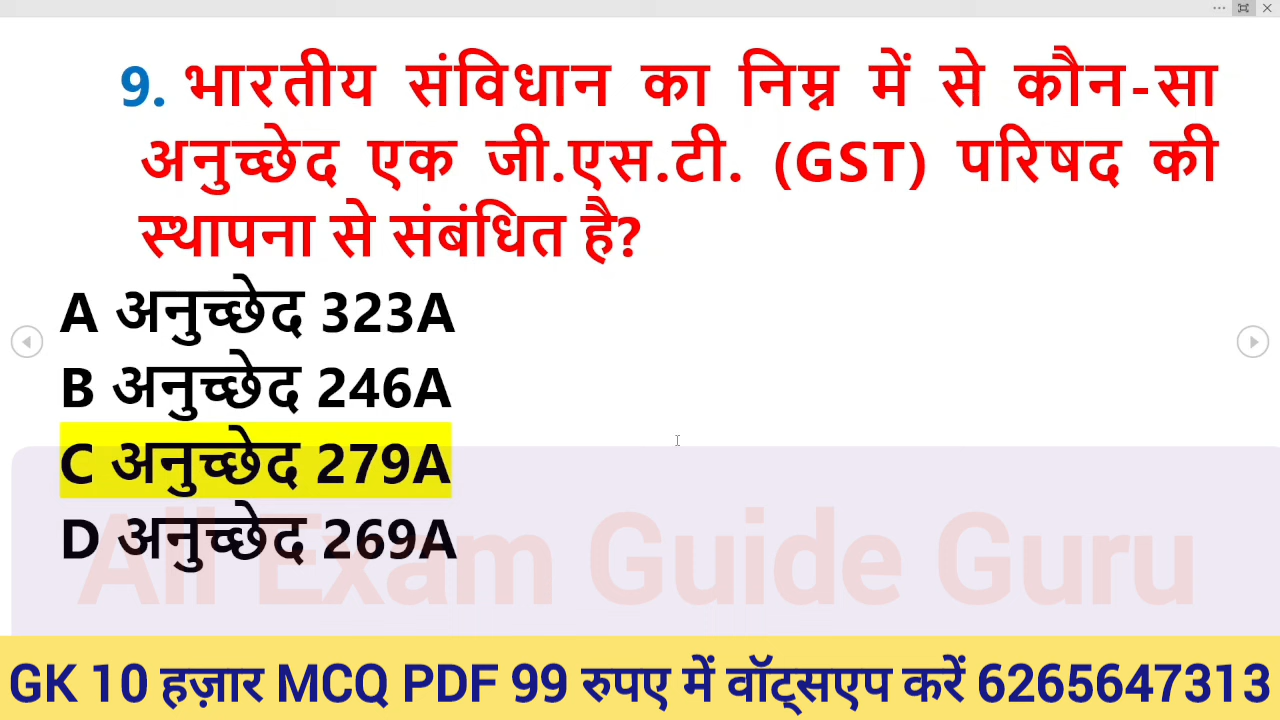 9. भारतीय संविधान का निम्न में से कौन-सा
अनुच्छेद एक जी.एस.टी. (GST) परिषद की
स्थापना से संबंधित है?
A अनुच्छेद 323A
B अनुच्छेद 246A
C अनुच्छेद 279A
D अनुच्छेद 269A
All Exam Guide Guru
GK 10 हज़ार MCQ PDF 99 रुपए में वॉट्सएप करें 6265647313